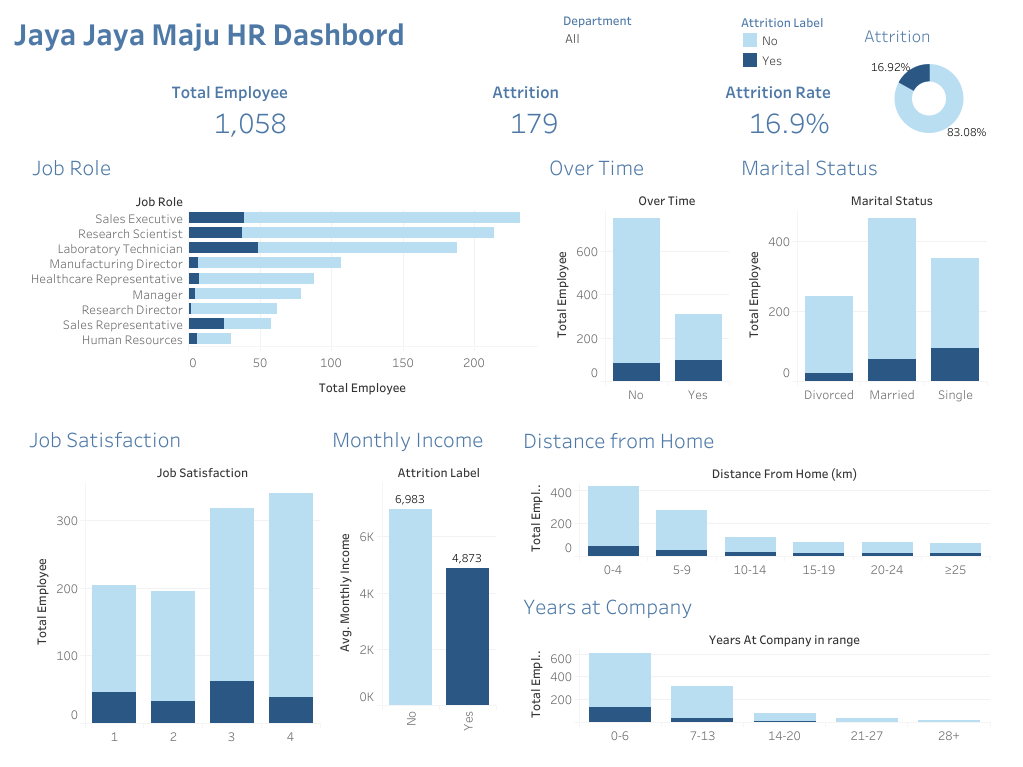 Jaya Jaya Maju HR Dashbord
Department
All
Attrition Label
No
Yes
Attrition
16.92%
83.08%
Total Employee
1,058
Attrition
179
Attrition Rate
16.9%
Job Role
Job Role
Sales Executive
Research Scientist
Laboratory Technician
Manufacturing Director
Healthcare Representative
Manager
Research Director
Sales Representative
Human Resources
0 50 100 150 200
Total Employee
Over Time
Over Time
Total Employee
600
400
200
0
No Yes
Marital Status
Marital Status
Total Employee
400
200
0
Divorced Married Single
Job Satisfaction
Job Satisfaction
Total Employee
300
200
100
0
1 2 3 4
Monthly Income
Attrition Label
Avg. Monthly Income
6,983
4,873
6K
4K
2K
0K
No
Yes
Distance from Home
Distance From Home (km)
Total Empl..
400
200
0
0-4 5-9 10-14 15-19 20-24 ≥25
Years at Company
Years At Company in range
Total Empl..
600
400
200
0-6 7-13 14-20 21-27 28+